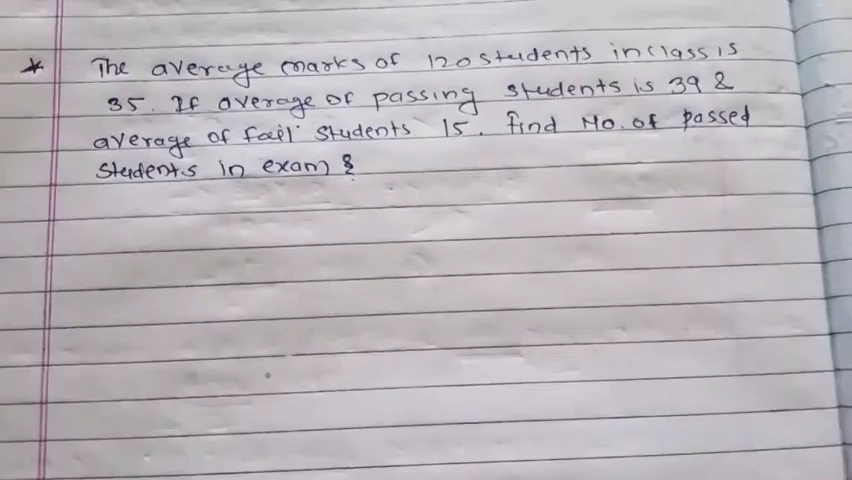 * The average marks of 120 students in class is
35. If average of passing students is 39 &
average of fail students 15. find No. of passed
students in exam ?